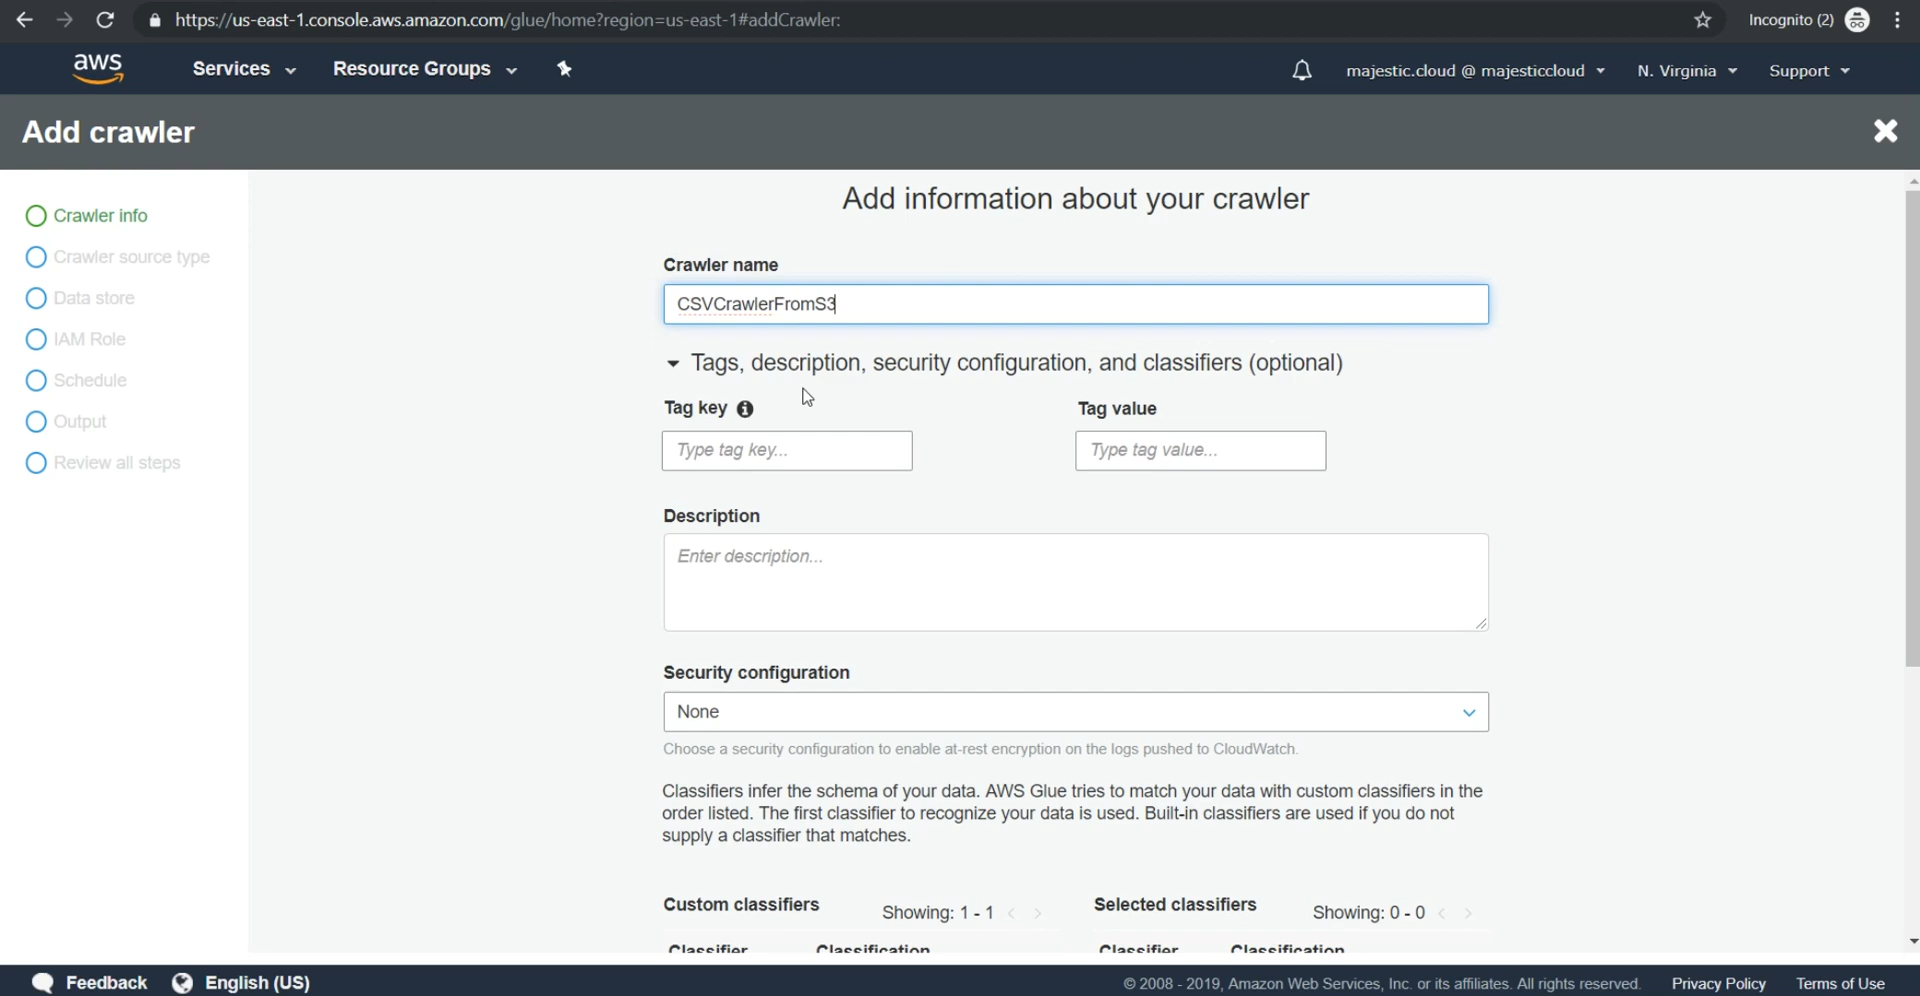 https://us-east-1.console.aws.amazon.com/glue/home?region=us-east-1#addCrawler:
Incognito (2)
aws
Services
Resource Groups
majestic.cloud @ majesticcloud
N. Virginia
Support
Add crawler
Crawler info
Crawler source type
Data store
IAM Role
Schedule
Output
Review all steps
Add information about your crawler
Crawler name
CSVCrawlerFromS3
Tags, description, security configuration, and classifiers (optional)
Tag key
Tag value
Type tag key...
Type tag value...
Description
Enter description...
Security configuration
None
Choose a security configuration to enable at-rest encryption on the logs pushed to CloudWatch.
Classifiers infer the schema of your data. AWS Glue tries to match your data with custom classifiers in the
order listed. The first classifier to recognize your data is used. Built-in classifiers are used if you do not
supply a classifier that matches.
Custom classifiers
Showing: 1 - 1
Selected classifiers
Showing: 0 - 0
Classifier
Classification
Classifier
Classification
Feedback
English (US)
© 2008 - 2019, Amazon Web Services, Inc. or its affiliates. All rights reserved.
Privacy Policy
Terms of Use